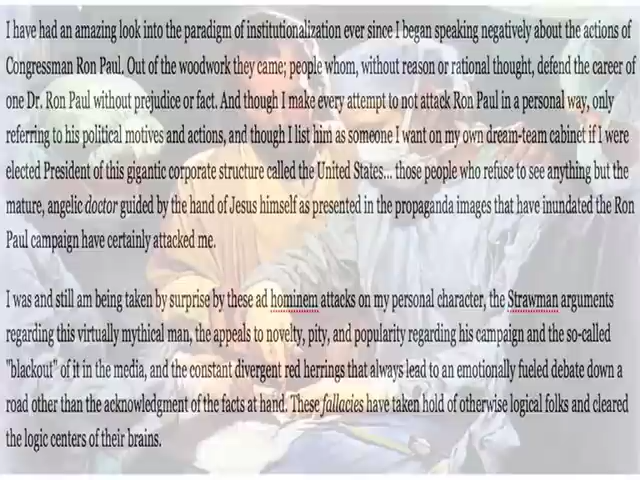 I have had an amazing look into the paradigm of institutionalization ever since I began speaking negatively about the actions of
Congressman Ron Paul. Out of the woodwork they came; people whom, without reason or rational thought, defend the career of
one Dr. Ron Paul without prejudice or fact. And though I make every attempt to not attack Ron Paul in a personal way, only
referring to his political motives and actions, and though I list him as someone I want on my own dream-team cabinet if I were
elected President of this gigantic corporate structure called the United States... those people who refuse to see anything but the
mature, angelic doctor guided by the hand of Jesus himself as presented in the propaganda images that have inundated the Ron
Paul campaign have certainly attacked me.
I was and still am being taken by surprise by these ad hominem attacks on my personal character, the Strawman arguments
regarding this virtually mythical man, the appeals to novelty, pity, and popularity regarding his campaign and the so-called
"blackout" of it in the media, and the constant divergent red herrings that always lead to an emotionally fueled debate down a
road other than the acknowledgment of the facts at hand. These fallacies have taken hold of otherwise logical folks and cleared
the logic centers of their brains.